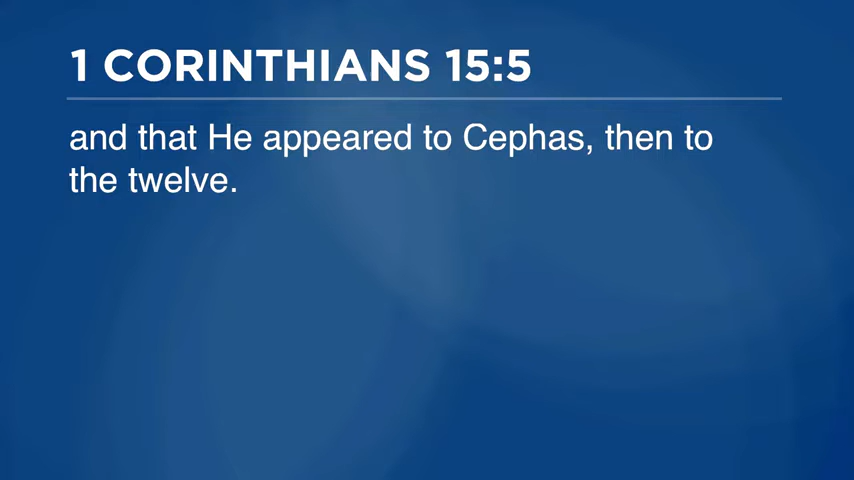 1 CORINTHIANS 15:5
and that He appeared to Cephas, then to
the twelve.